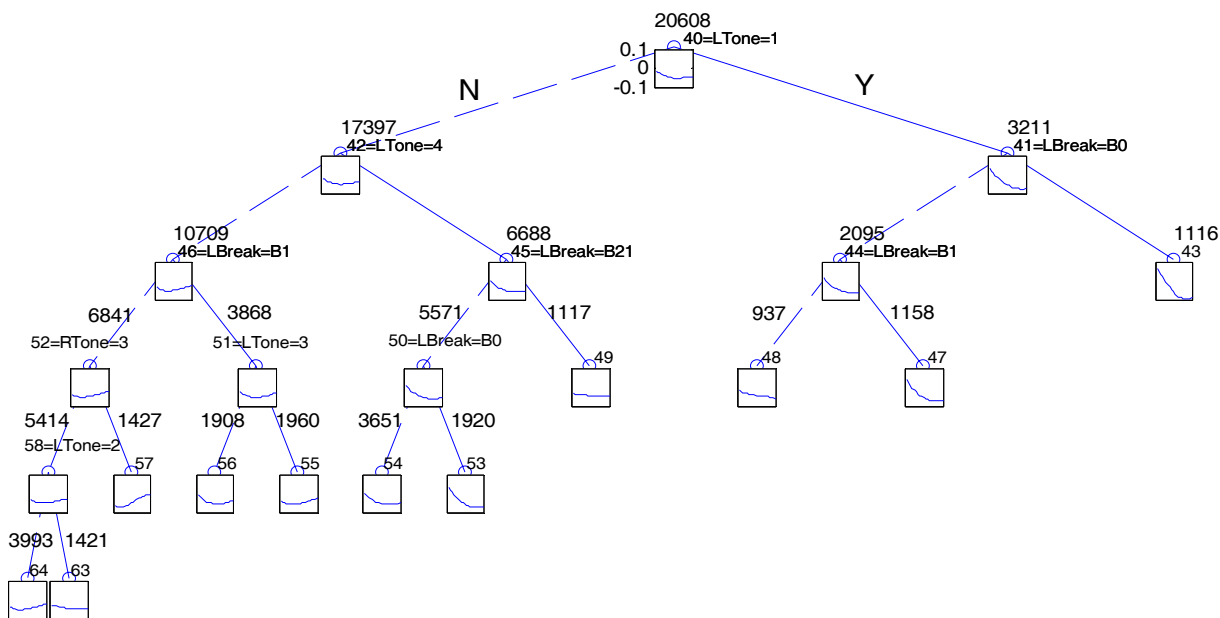 20608
40=LTone=1
0.1
0
-0.1
N
Y
17397
42=LTone=4
3211
41=LBreak=B0
10709
46=LBreak=B1
6688
45=LBreak=B21
2095
44=LBreak=B1
1116
43
6841
3868
5571
1117
937
1158
52=RTone=3
51=LTone=3
50=LBreak=B0
49
48
47
5414
1427
1908
1960
3651
1920
58=LTone=2
57
56
55
54
53
3993
1421
64
63